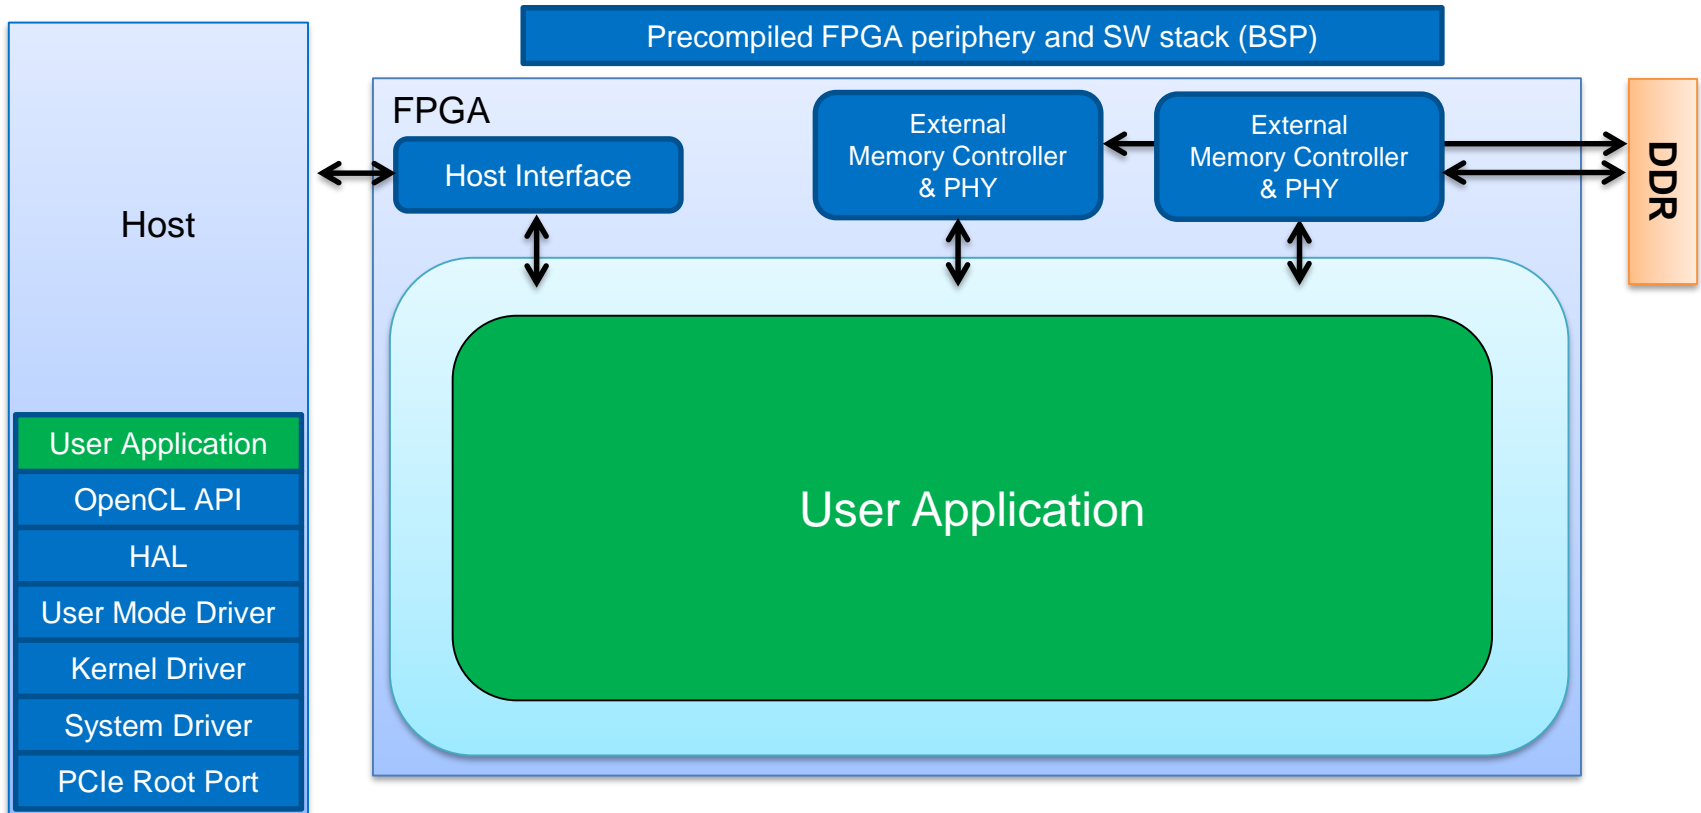 Precompiled FPGA periphery and SW stack (BSP)
Host
User Application
OpenCL API
HAL
User Mode Driver
Kernel Driver
System Driver
PCIe Root Port
FPGA
Host Interface
External
Memory Controller
& PHY
External
Memory Controller
& PHY
DDR
User Application